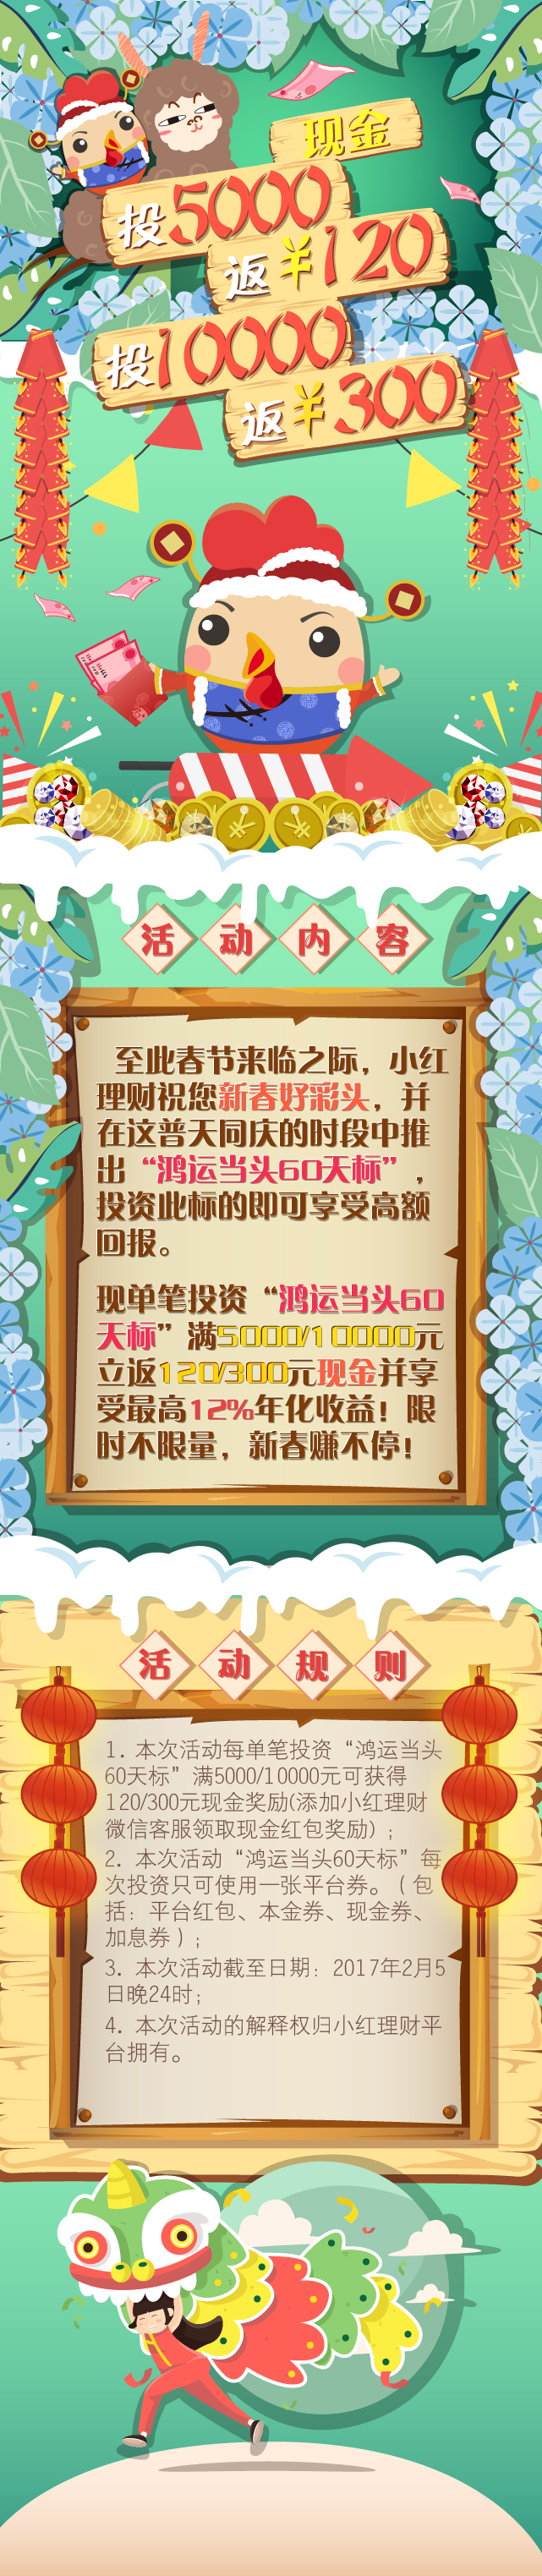 现金
投5000
返¥120
投10000
返¥300
活动内容
至此春节来临之际，小红
理财祝您新春好彩头，并
在这普天同庆的时段中推
出“鸿运当头60天标”，
投资此标的即可享受高额
回报。
现单笔投资“鸿运当头60
天标”满5000/10000元
立返120/300元现金并享
受最高12%年化收益！限
时不限量，新春赚不停！
活动规则
1. 本次活动每单笔投资“鸿运当头
60天标”满5000/10000元可获得
120/300元现金奖励(添加小红理财
微信客服领取现金红包奖励)；
2. 本次活动“鸿运当头60天标”每
次投资只可使用一张平台券。（包
括：平台红包、本金券、现金券、
加息券）；
3. 本次活动截至日期：2017年2月5
日晚24时；
4. 本次活动的解释权归小红理财平
台拥有。